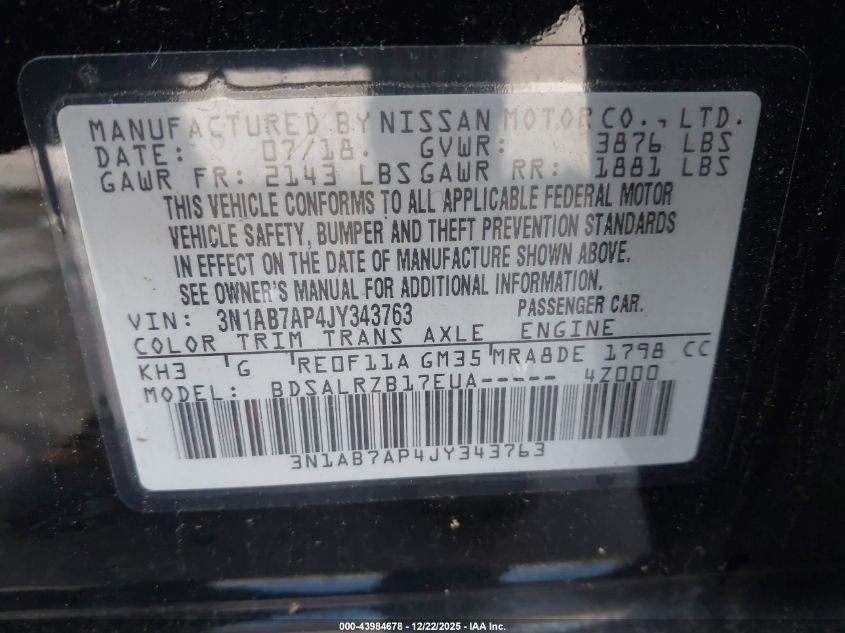 MANUFACTURED BY NISSAN MOTOR CO., LTD.
DATE: 07/18. GVWR: 3876 LBS
GAWR FR: 2143 LBS GAWR RR: 1881 LBS
THIS VEHICLE CONFORMS TO ALL APPLICABLE FEDERAL MOTOR
VEHICLE SAFETY, BUMPER AND THEFT PREVENTION STANDARDS
IN EFFECT ON THE DATE OF MANUFACTURE SHOWN ABOVE.
SEE OWNER'S MANUAL FOR ADDITIONAL INFORMATION.
VIN: 3N1AB7AP4JY343763 PASSENGER CAR.
COLOR TRIM TRANS AXLE ENGINE
KH3 G RE0F11A GM35 MRA8DE 1798 CC
MODEL: BDSALRZB17EUA----- 4Z000
3N1AB7AP4JY343763
000-43984678 - 12/22/2025 - IAA Inc.